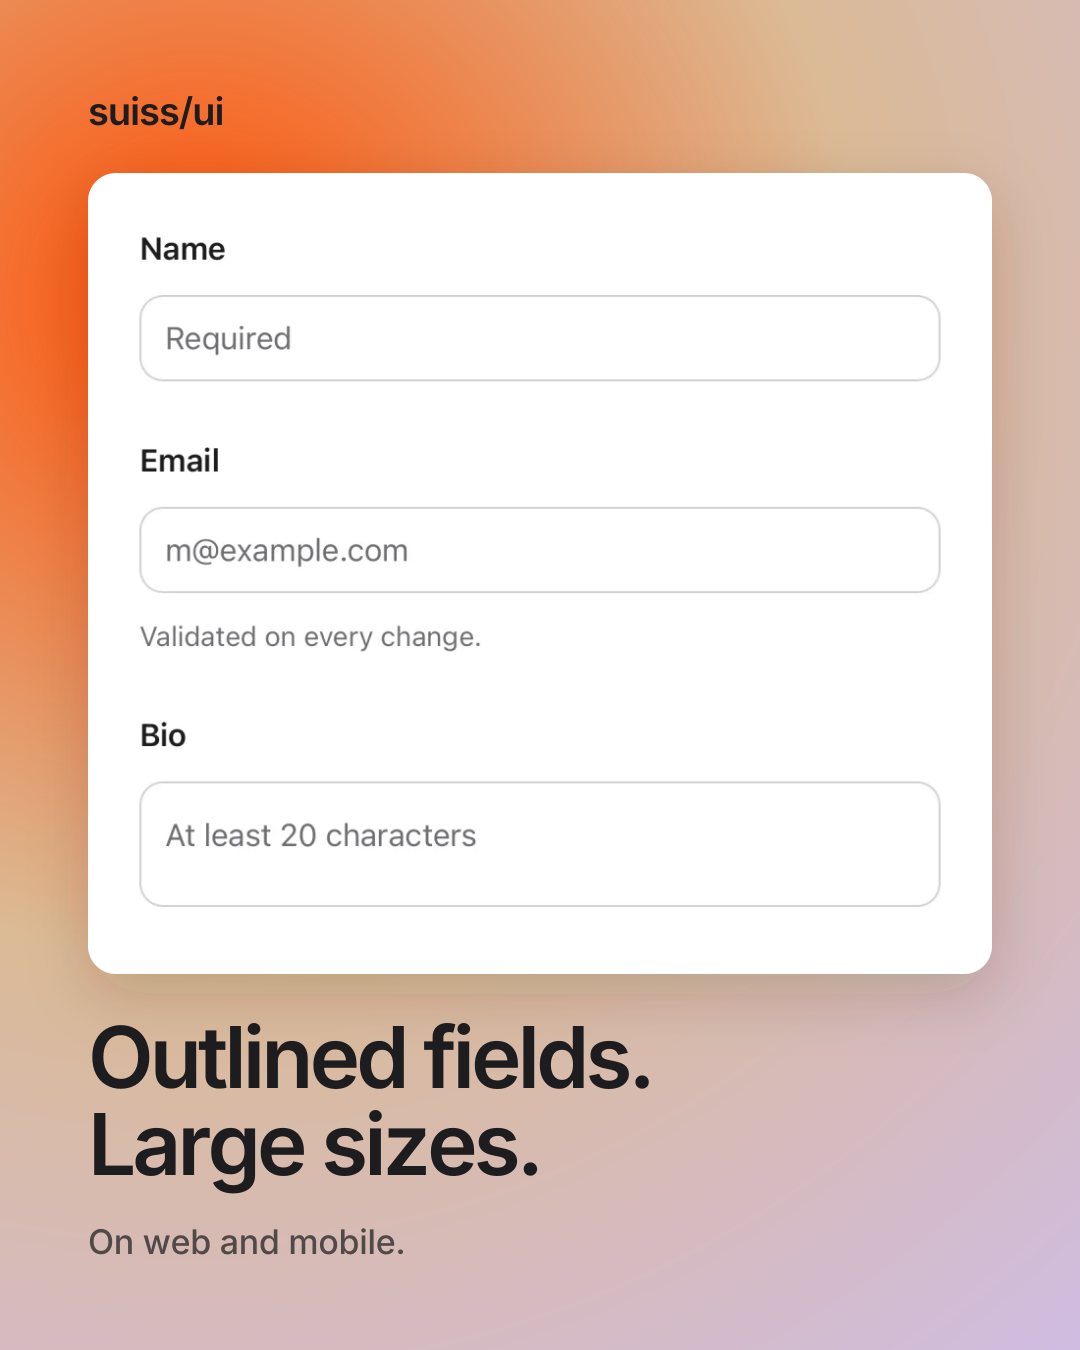 suiss/ui
Name
Required
Email
m@example.com
Validated on every change.
Bio
At least 20 characters
Outlined fields.
Large sizes.
On web and mobile.